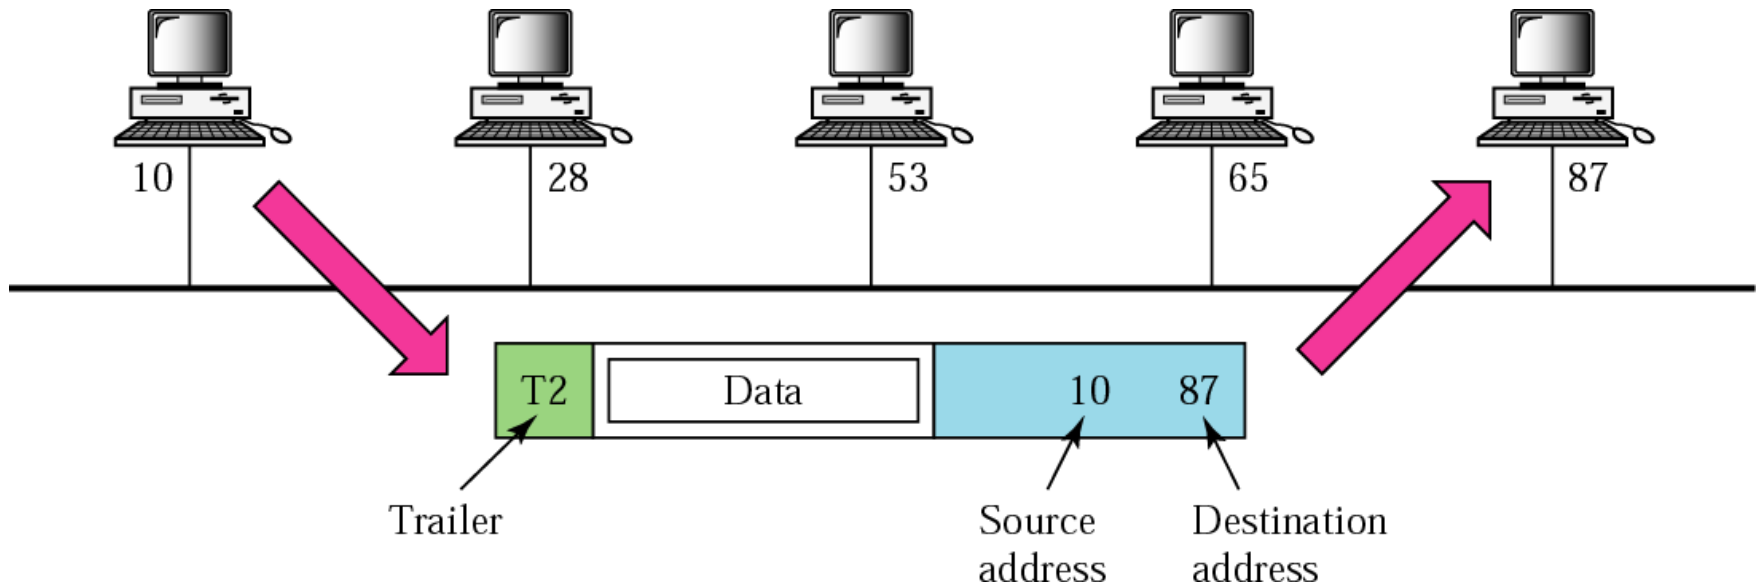 10
28
53
65
87
T2
Data
10
87
Trailer
Source
address
Destination
address